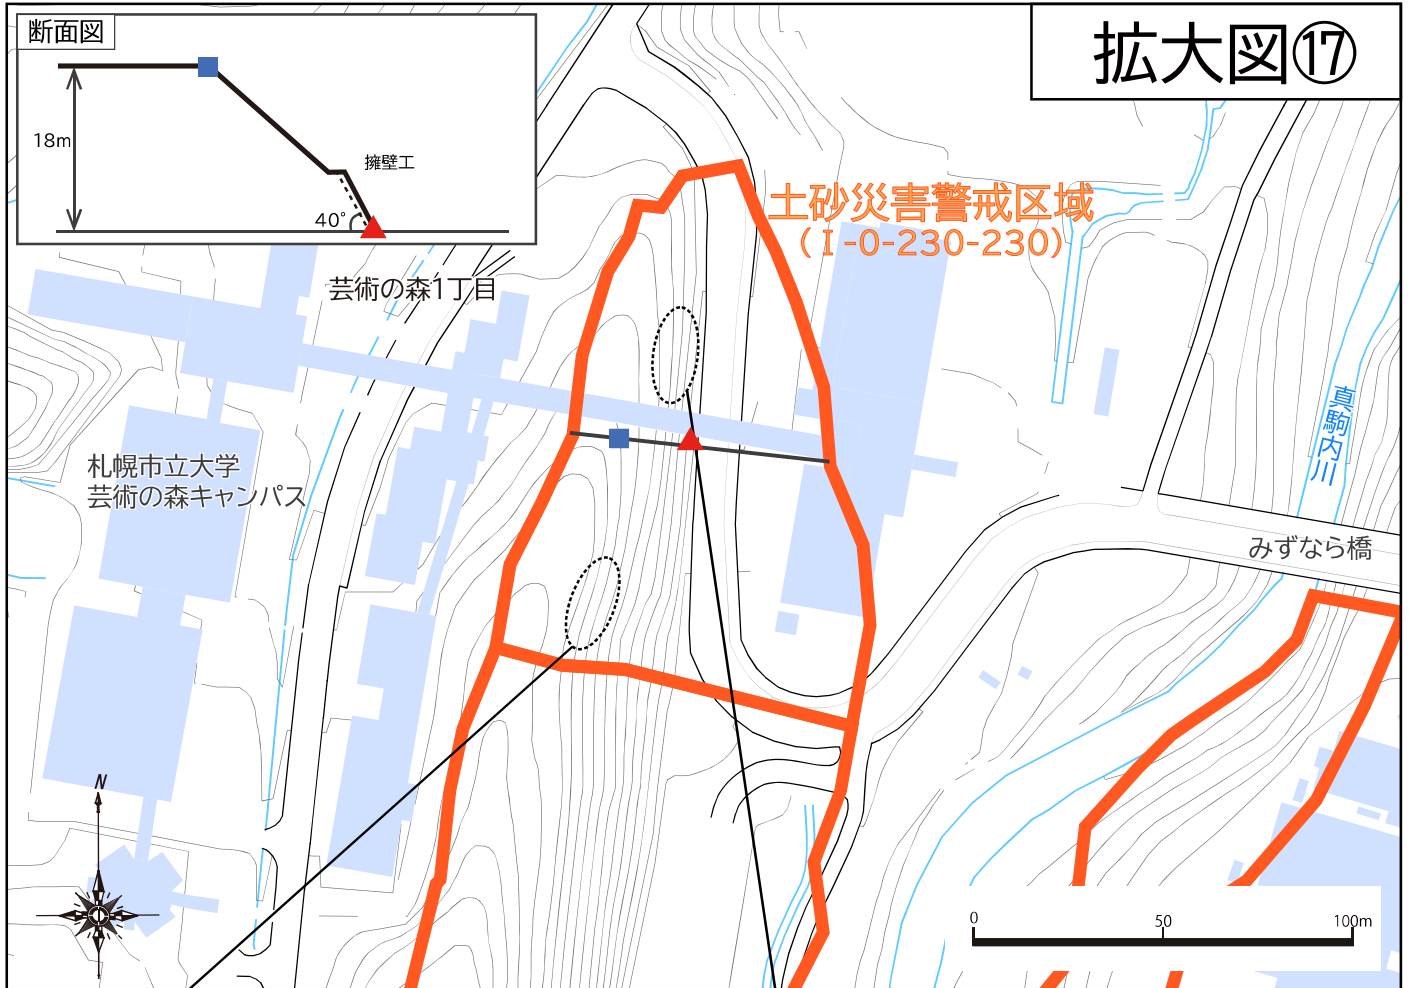 断面図
拡大図⑰
18m
擁壁工
40°
土砂災害警戒区域
（Ⅰ-0-230-230）
芸術の森1丁目
真駒内川
札幌市立大学
芸術の森キャンパス
みずなら橋
N
0
50
100m